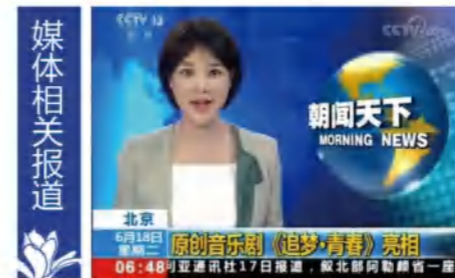 媒体相关报道
CCTV 13
CCTV
朝闻天下
MORNING NEWS
北京
6月18日
星期二
原创音乐剧《追梦·青春》亮相
06:48
利亚通讯社17日报道，叙北部阿勒颇省一座